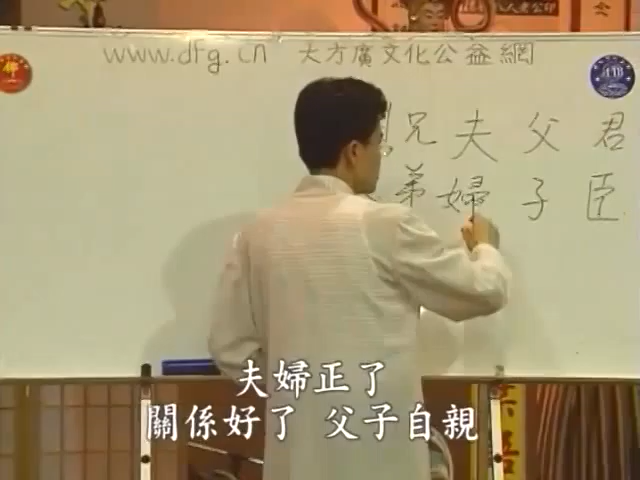 www.dfg.cn 大方廣文化公益網
佛
君 父 夫 兄
臣 子 婦 弟
夫婦正了
關係好了 父子自親